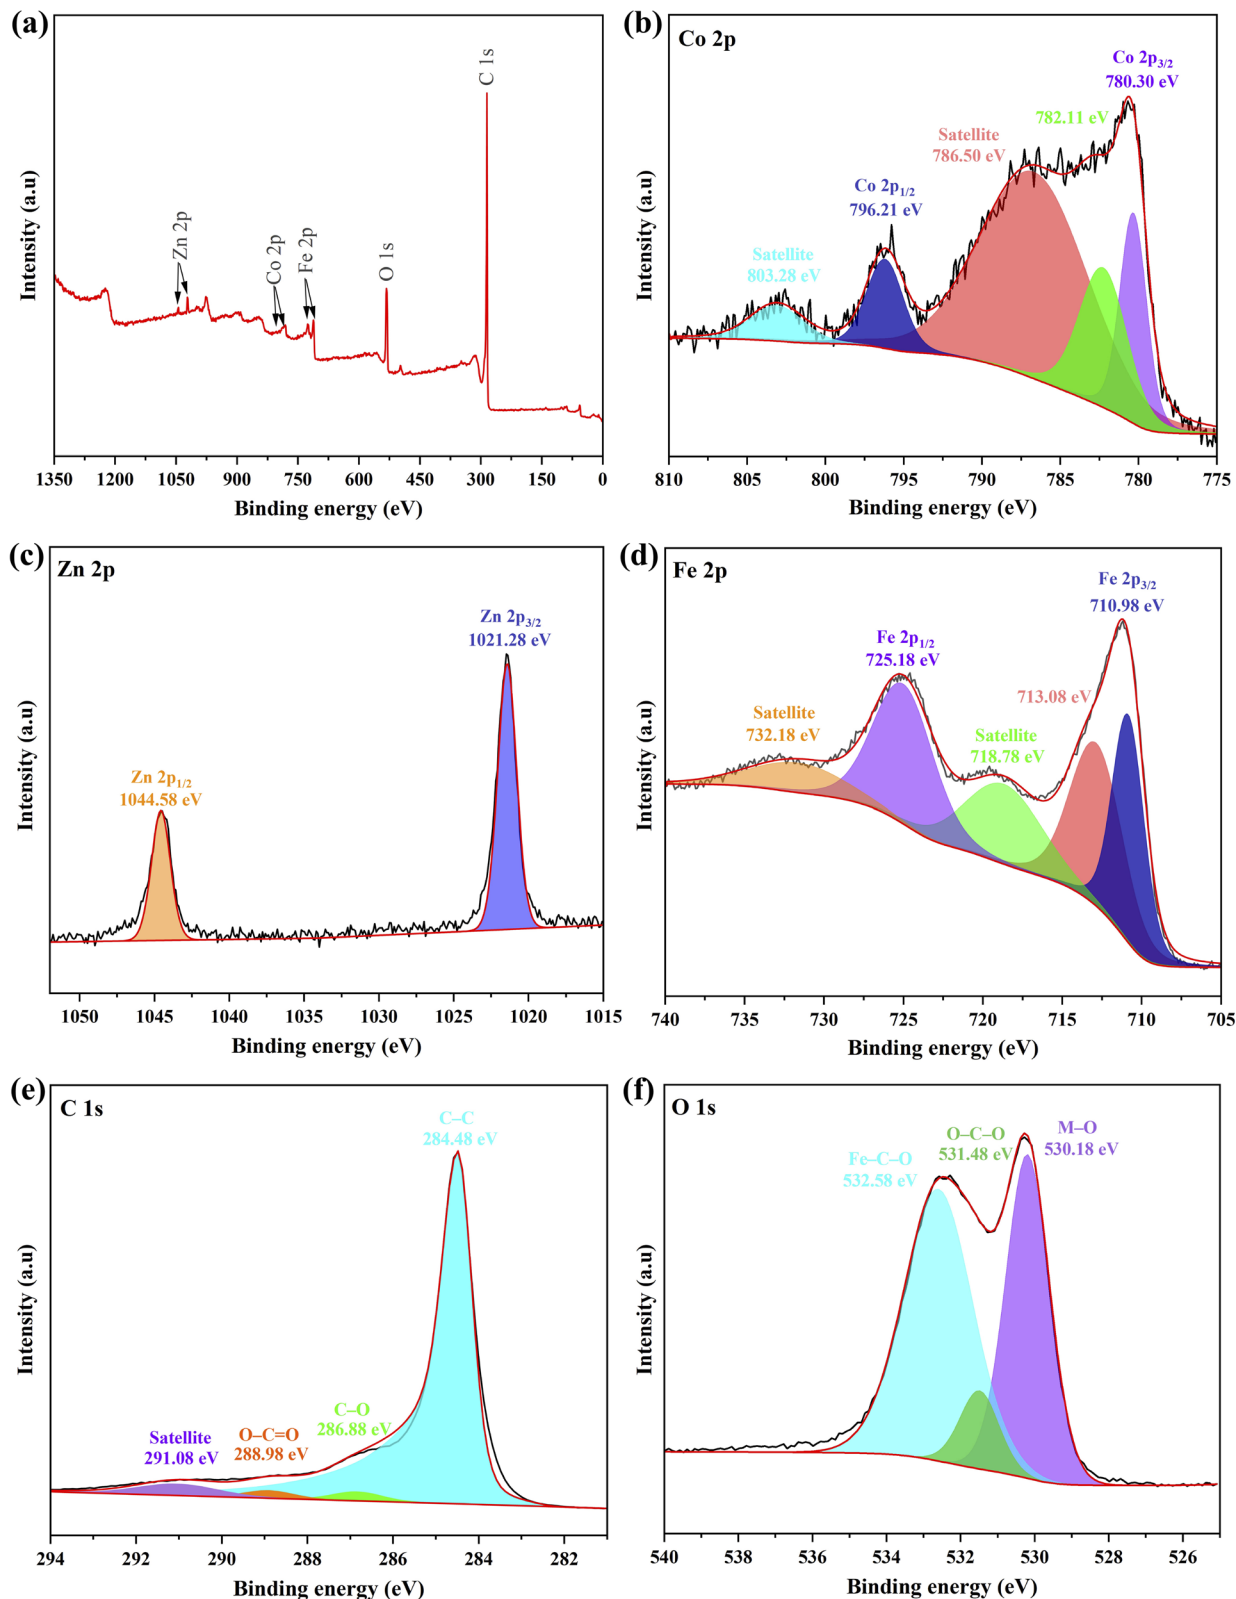 (a)
C 1s
Zn 2p
Co 2p
Fe 2p
O 1s
Intensity (a.u)
1350 1200 1050 900 750 600 450 300 150 0
Binding energy (eV)
(b)
Co 2p
Co 2p3/2
780.30 eV
782.11 eV
Satellite
786.50 eV
Co 2p1/2
796.21 eV
Satellite
803.28 eV
Intensity (a.u)
810 805 800 795 790 785 780 775
Binding energy (eV)
(c)
Zn 2p
Zn 2p3/2
1021.28 eV
Zn 2p1/2
1044.58 eV
Intensity (a.u)
1050 1045 1040 1035 1030 1025 1020 1015
Binding energy (eV)
(d)
Fe 2p
Fe 2p3/2
710.98 eV
Fe 2p1/2
725.18 eV
713.08 eV
Satellite
732.18 eV
Satellite
718.78 eV
Intensity (a.u)
740 735 730 725 720 715 710 705
Binding energy (eV)
(e)
C 1s
C–C
284.48 eV
C–O
286.88 eV
O–C=O
288.98 eV
Satellite
291.08 eV
Intensity (a.u)
294 292 290 288 286 284 282
Binding energy (eV)
(f)
O 1s
M–O
530.18 eV
O–C–O
531.48 eV
Fe–C–O
532.58 eV
Intensity (a.u)
540 538 536 534 532 530 528 526
Binding energy (eV)